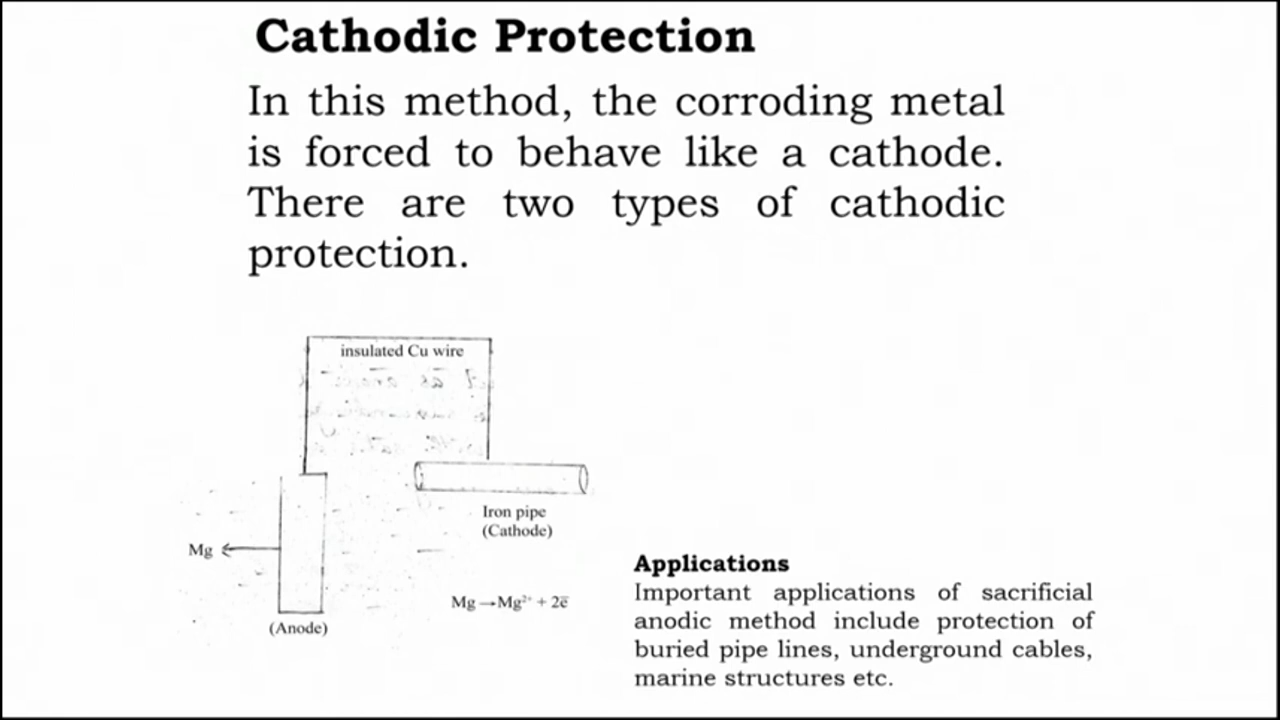 Cathodic Protection
In this method, the corroding metal
is forced to behave like a cathode.
There are two types of cathodic
protection.
insulated Cu wire
Iron pipe
(Cathode)
Mg
Mg → Mg²⁺ + 2e̅
(Anode)
Applications
Important applications of sacrificial
anodic method include protection of
buried pipe lines, underground cables,
marine structures etc.